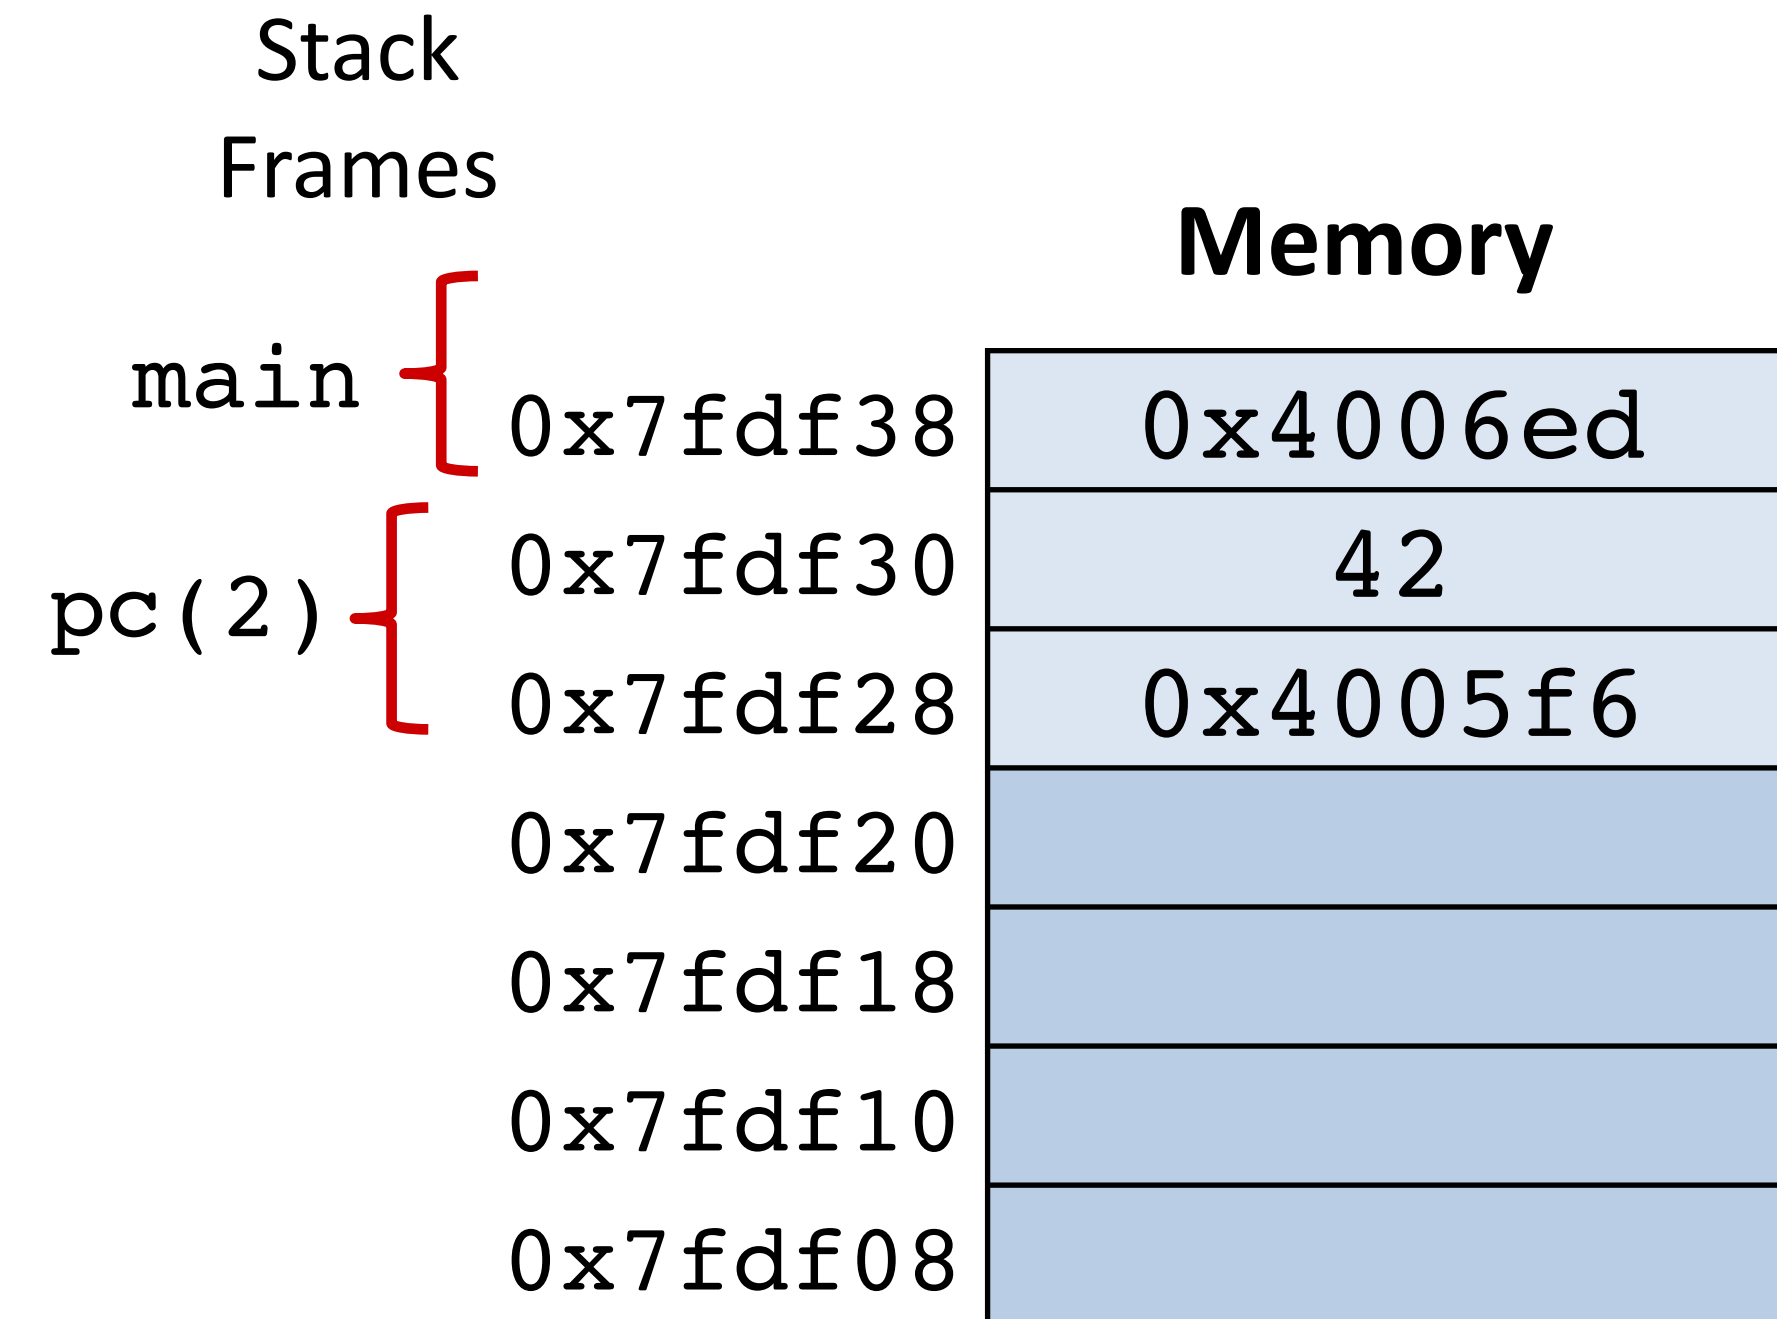 Stack
Frames
Memory
main
0x7fdf38 0x4006ed
0x7fdf30 42
pc(2)
0x7fdf28 0x4005f6
0x7fdf20
0x7fdf18
0x7fdf10
0x7fdf08